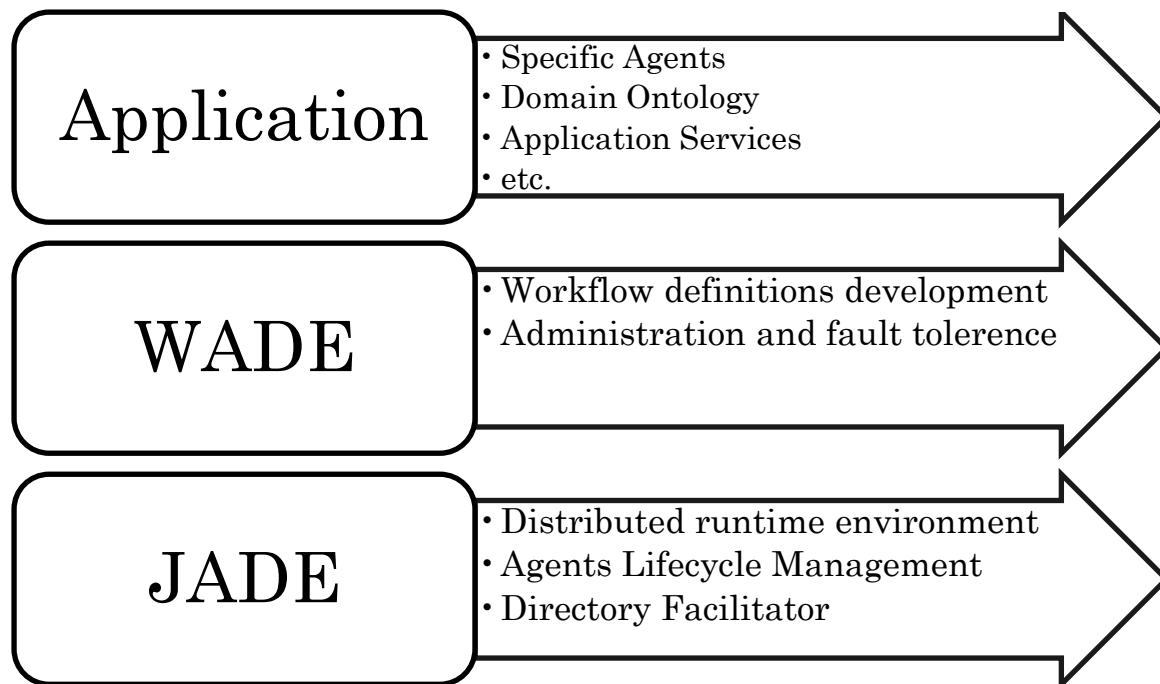 Application
• Specific Agents
• Domain Ontology
• Application Services
• etc.
WADE
• Workflow definitions development
• Administration and fault tolerence
JADE
• Distributed runtime environment
• Agents Lifecycle Management
• Directory Facilitator